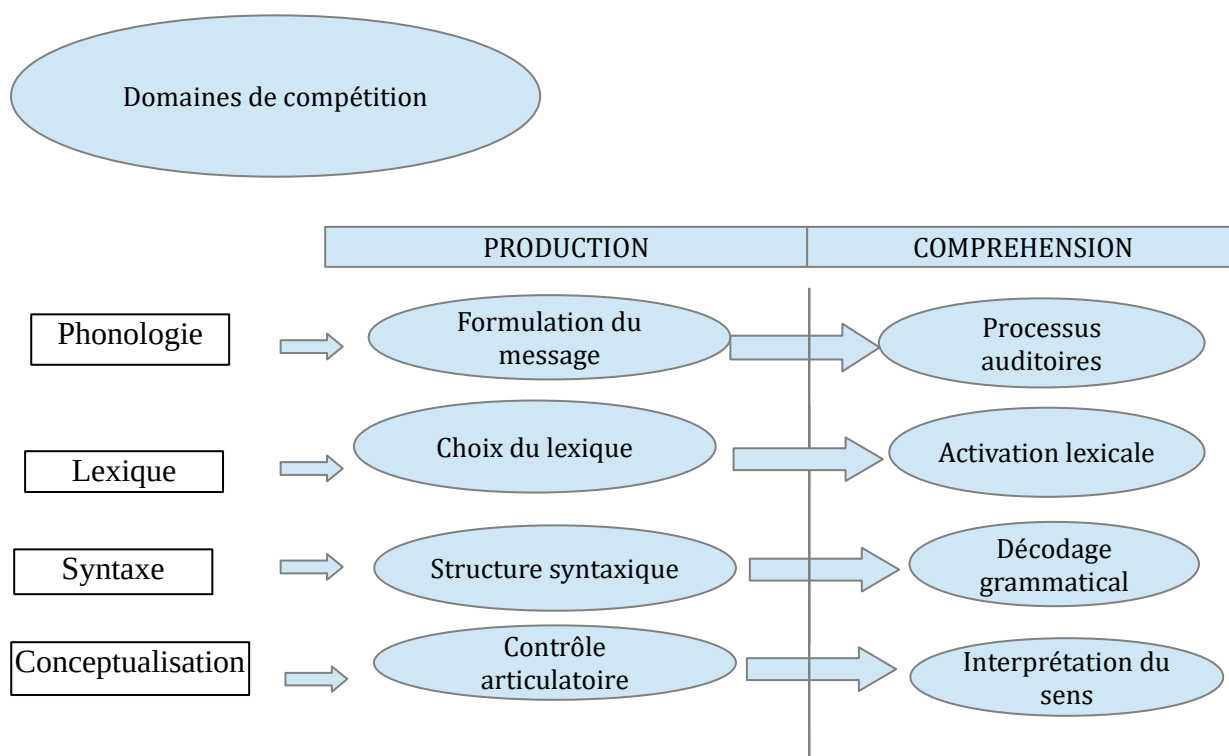 Domaines de compétition
PRODUCTION
COMPREHENSION
Phonologie
Formulation du
message
Processus
auditoires
Lexique
Choix du lexique
Activation lexicale
Syntaxe
Structure syntaxique
Décodage
grammatical
Conceptualisation
Contrôle
articulatoire
Interprétation du
sens